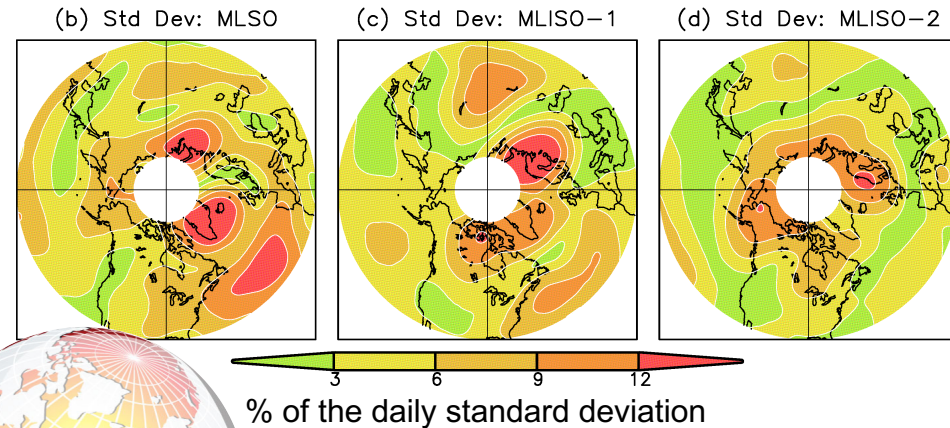 (b) Std Dev: MLSO
(c) Std Dev: MLISO-1
(d) Std Dev: MLISO-2
3 6 9 12
% of the daily standard deviation